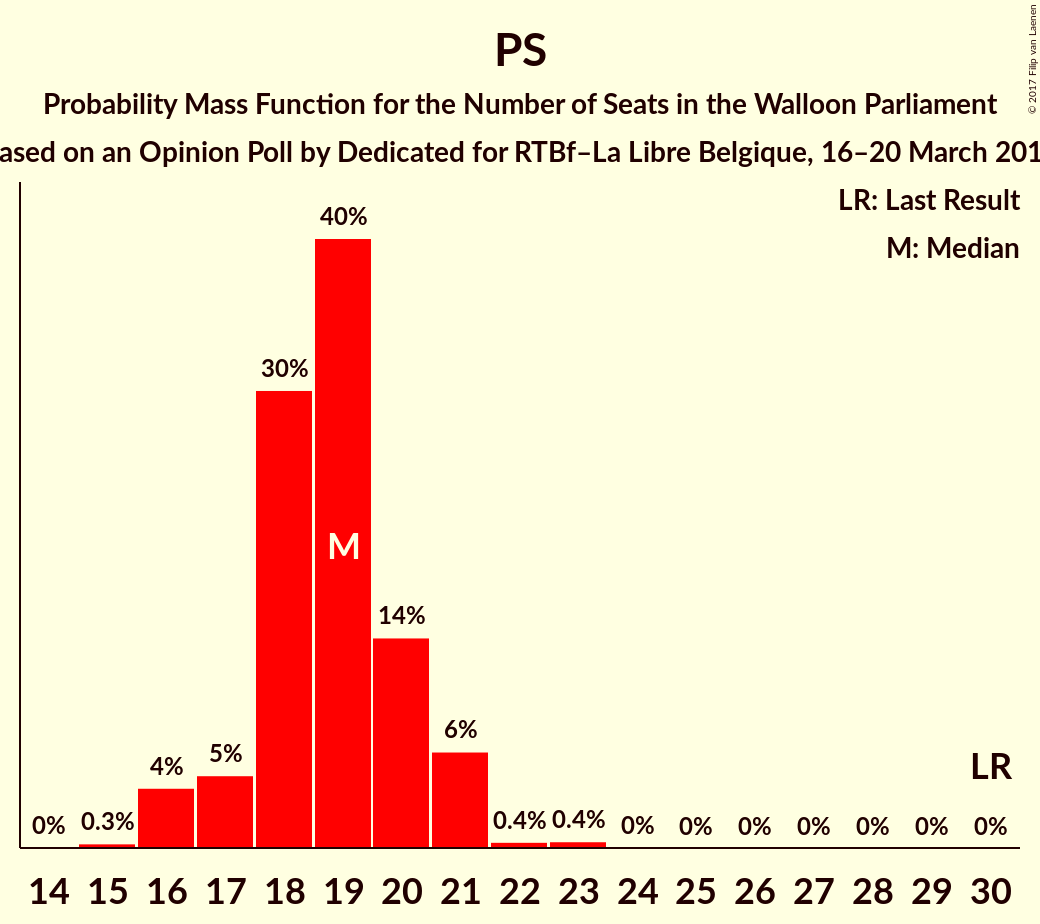 PS
Probability Mass Function for the Number of Seats in the Walloon Parliament
ased on an Opinion Poll by Dedicated for RTBf–La Libre Belgique, 16–20 March 201
© 2017 Filip van Laenen
LR: Last Result
M: Median
40%
30%
M
14%
6%
LR
4%
5%
0%
0.3%
0.4%
0.4%
0%
0%
0%
0%
0%
0%
0%
14 15 16 17 18 19 20 21 22 23 24 25 26 27 28 29 30